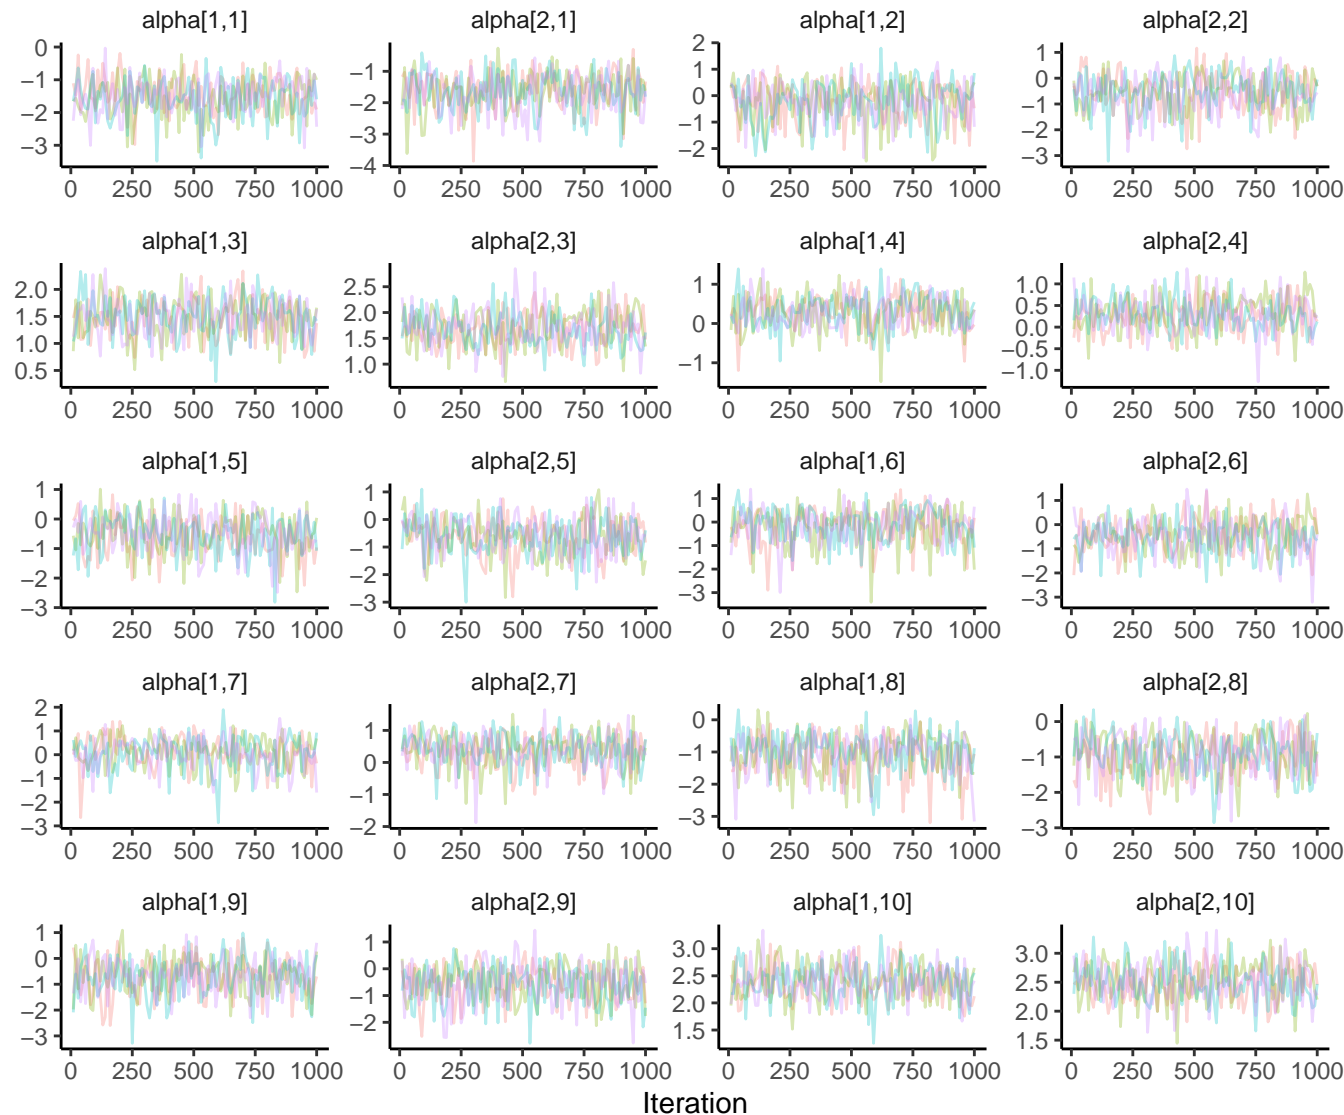 alpha[1,1] alpha[2,1] alpha[1,2] alpha[2,2]
0 −1 −2 −3
−1 −2 −3 −4
2 1 0 −1 −2
1 0 −1 −2 −3
0 250 500 750 1000 0 250 500 750 1000 0 250 500 750 1000 0 250 500 750 1000
alpha[1,3] alpha[2,3] alpha[1,4] alpha[2,4]
2.0 1.5 1.0 0.5
2.5 2.0 1.5 1.0
1 0 −1
1.0 0.5 0.0 −0.5 −1.0
0 250 500 750 1000 0 250 500 750 1000 0 250 500 750 1000 0 250 500 750 1000
alpha[1,5] alpha[2,5] alpha[1,6] alpha[2,6]
1 0 −1 −2 −3
1 0 −1 −2 −3
1 0 −1 −2 −3
1 0 −1 −2 −3
0 250 500 750 1000 0 250 500 750 1000 0 250 500 750 1000 0 250 500 750 1000
alpha[1,7] alpha[2,7] alpha[1,8] alpha[2,8]
2 1 0 −1 −2 −3
1 0 −1 −2
0 −1 −2 −3
0 −1 −2 −3
0 250 500 750 1000 0 250 500 750 1000 0 250 500 750 1000 0 250 500 750 1000
alpha[1,9] alpha[2,9] alpha[1,10] alpha[2,10]
1 0 −1 −2 −3
1 0 −1 −2
3.0 2.5 2.0 1.5
3.0 2.5 2.0 1.5
0 250 500 750 1000 0 250 500 750 1000 0 250 500 750 1000 0 250 500 750 1000
Iteration